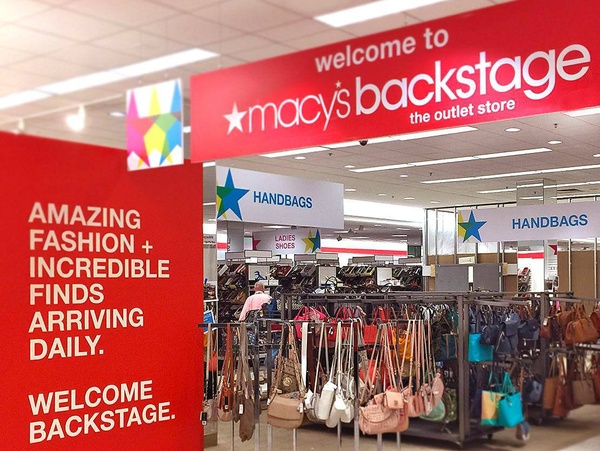 welcome to
macy's backstage
the outlet store
HANDBAGS
HANDBAGS
LADIES
SHOES
AMAZING
FASHION +
INCREDIBLE
FINDS
ARRIVING
DAILY.
WELCOME
BACKSTAGE.